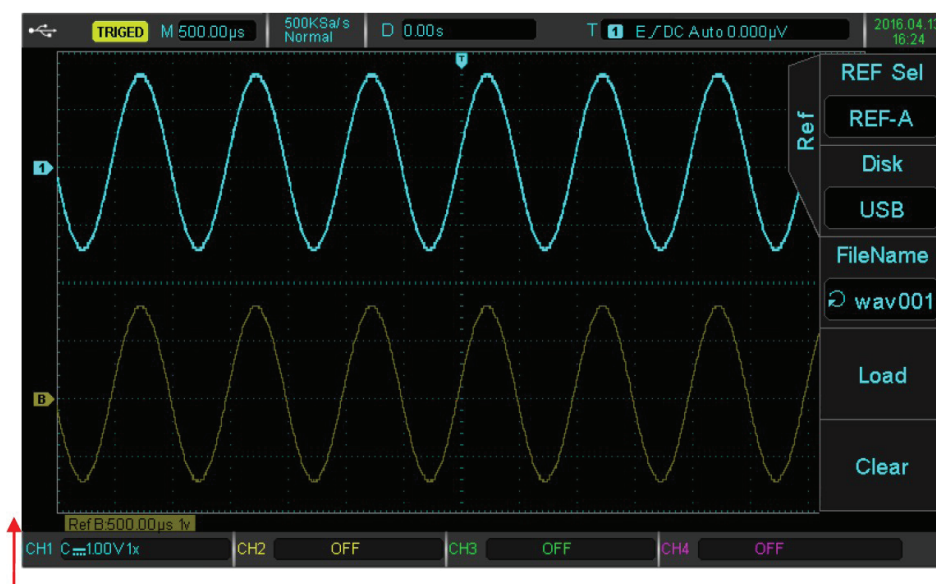 TRIGED M 500.00µs 500KSa/s Normal D 0.00s T 1 E DC Auto 0.000µV 2016.04.13 16:24
T
REF Sel
REF-A
Ref
Disk
USB
1
FileName
wav001
Load
B
Clear
Ref B:500.00µs 1v
CH1 C 1.00V 1x CH2 OFF CH3 OFF CH4 OFF